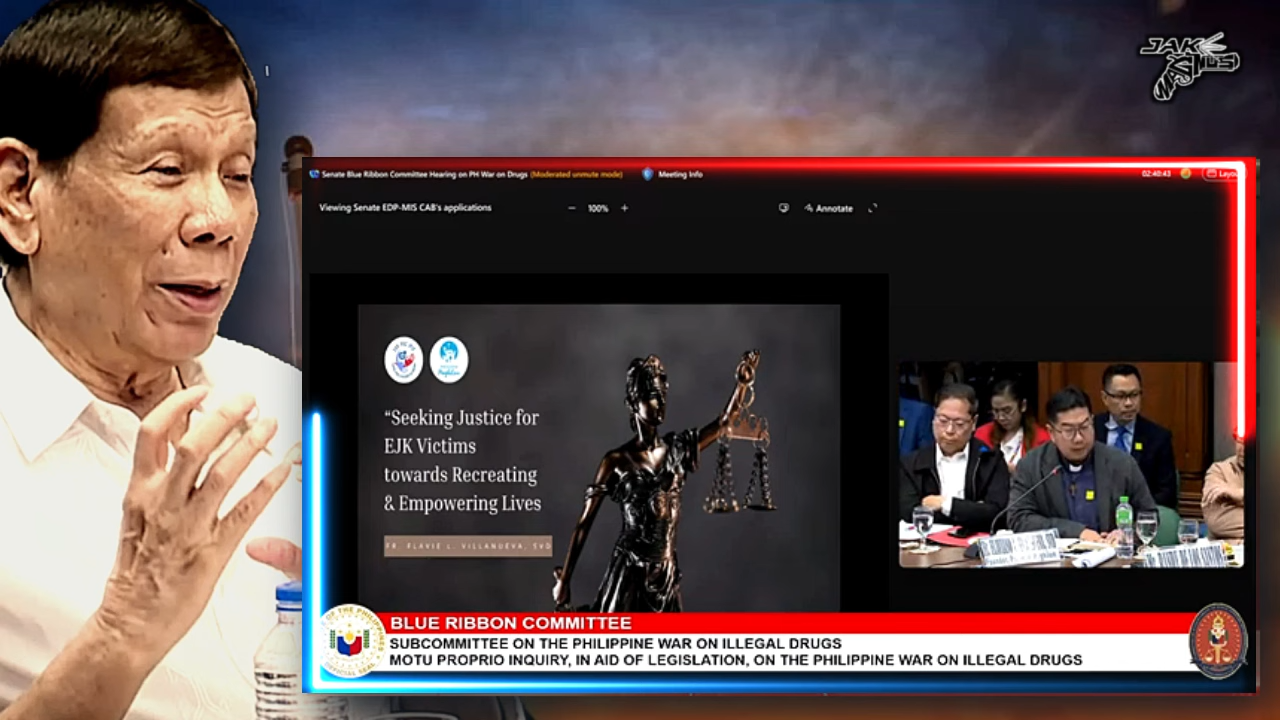 JAK
MASMUS
Senate Blue Ribbon Committee Hearing on PH War on Drugs (Moderated unmute mode)
Meeting Info
02:40:43
Layou
Viewing Senate EDP-MIS CAB's applications
− 100% +
Annotate
“Seeking Justice for
EJK Victims
towards Recreating
& Empowering Lives
FR. FLAVIE L. VILLANUEVA, SVD
BLUE RIBBON COMMITTEE
SUBCOMMITTEE ON THE PHILIPPINE WAR ON ILLEGAL DRUGS
MOTU PROPRIO INQUIRY, IN AID OF LEGISLATION, ON THE PHILIPPINE WAR ON ILLEGAL DRUGS